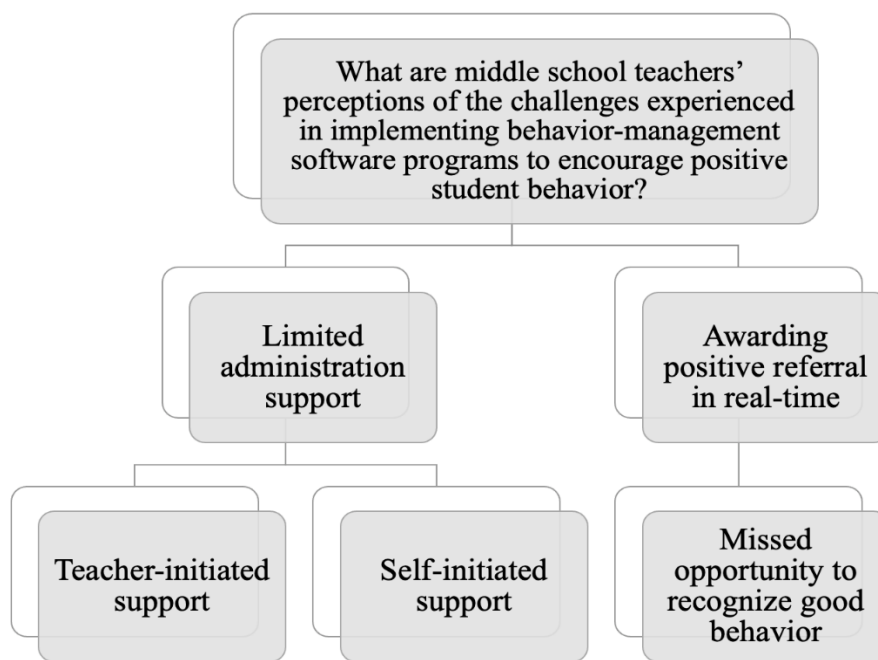 What are middle school teachers’
perceptions of the challenges experienced
in implementing behavior-management
software programs to encourage positive
student behavior?
Limited
administration
support
Awarding
positive referral
in real-time
Teacher-initiated
support
Self-initiated
support
Missed
opportunity to
recognize good
behavior